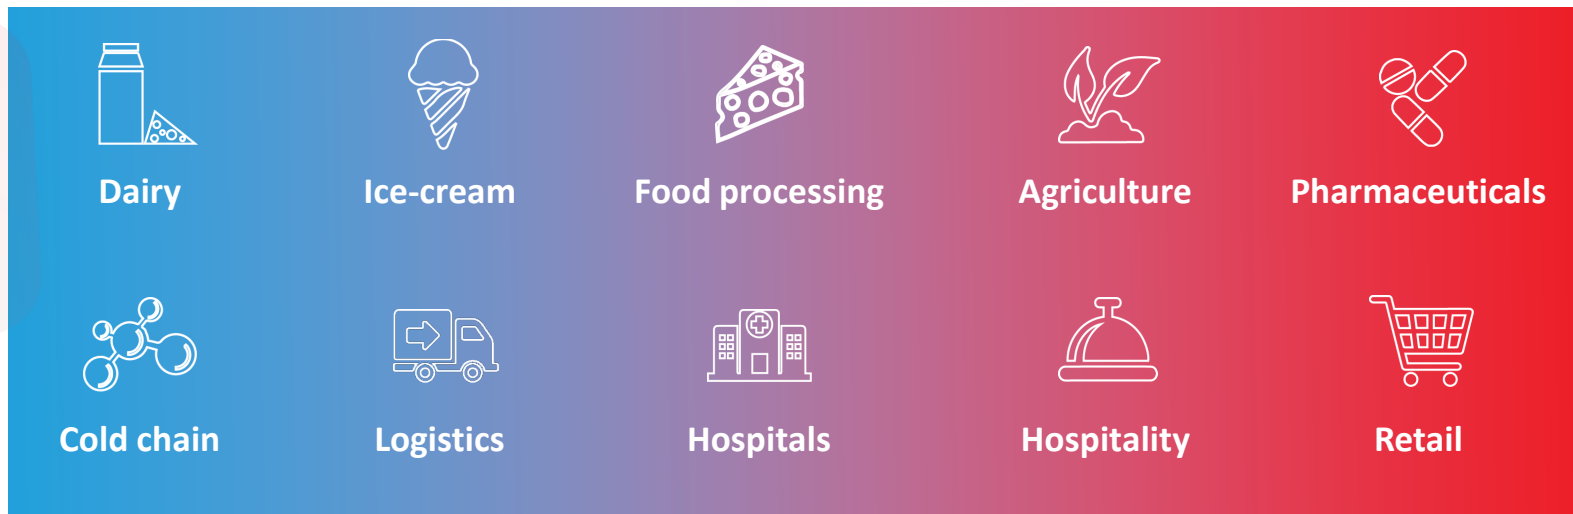 Dairy
Ice-cream
Food processing
Agriculture
Pharmaceuticals
Cold chain
Logistics
Hospitals
Hospitality
Retail